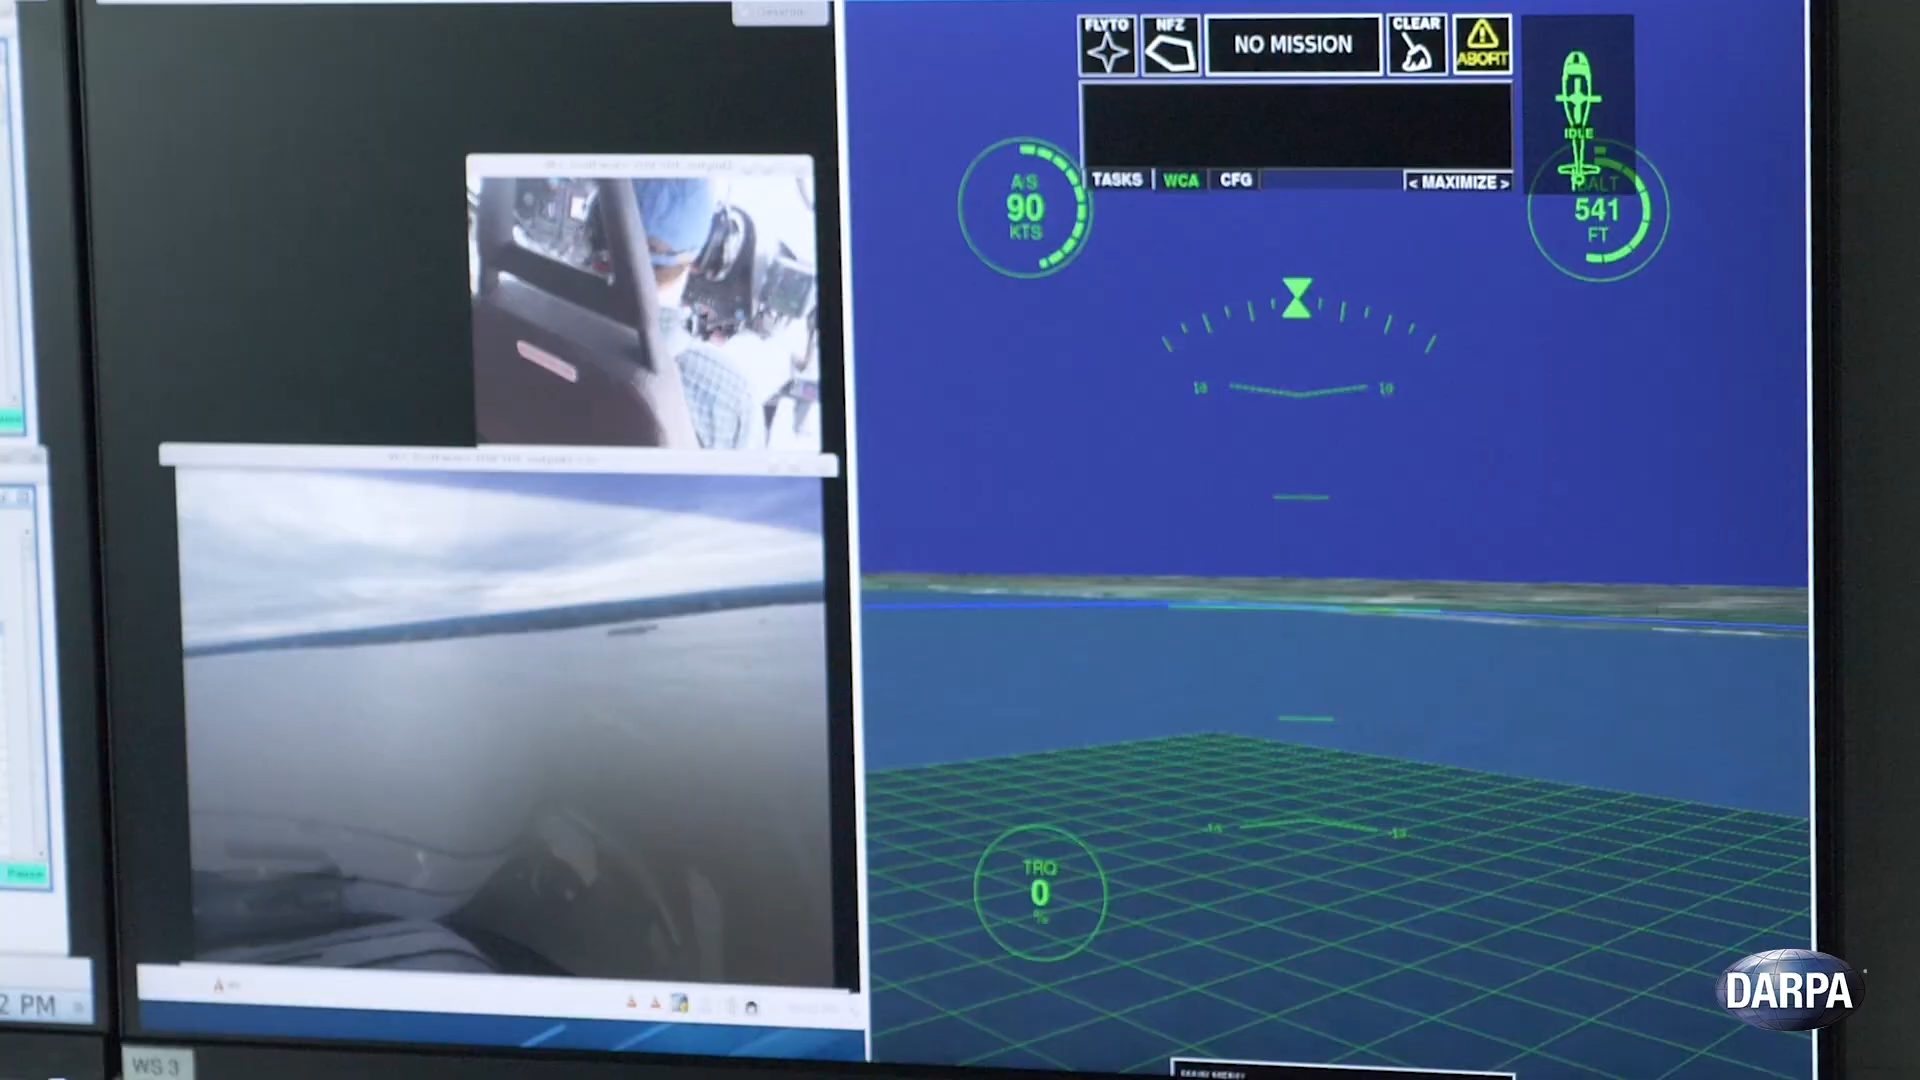 FLYTO
NFZ
NO MISSION
CLEAR
ABORT
IDLE
A/S
90
KTS
TASKS
WCA
CFG
< MAXIMIZE >
541
FT
10
10
TRQ
0
%
Pause
2 PM
WS 3
DARPA